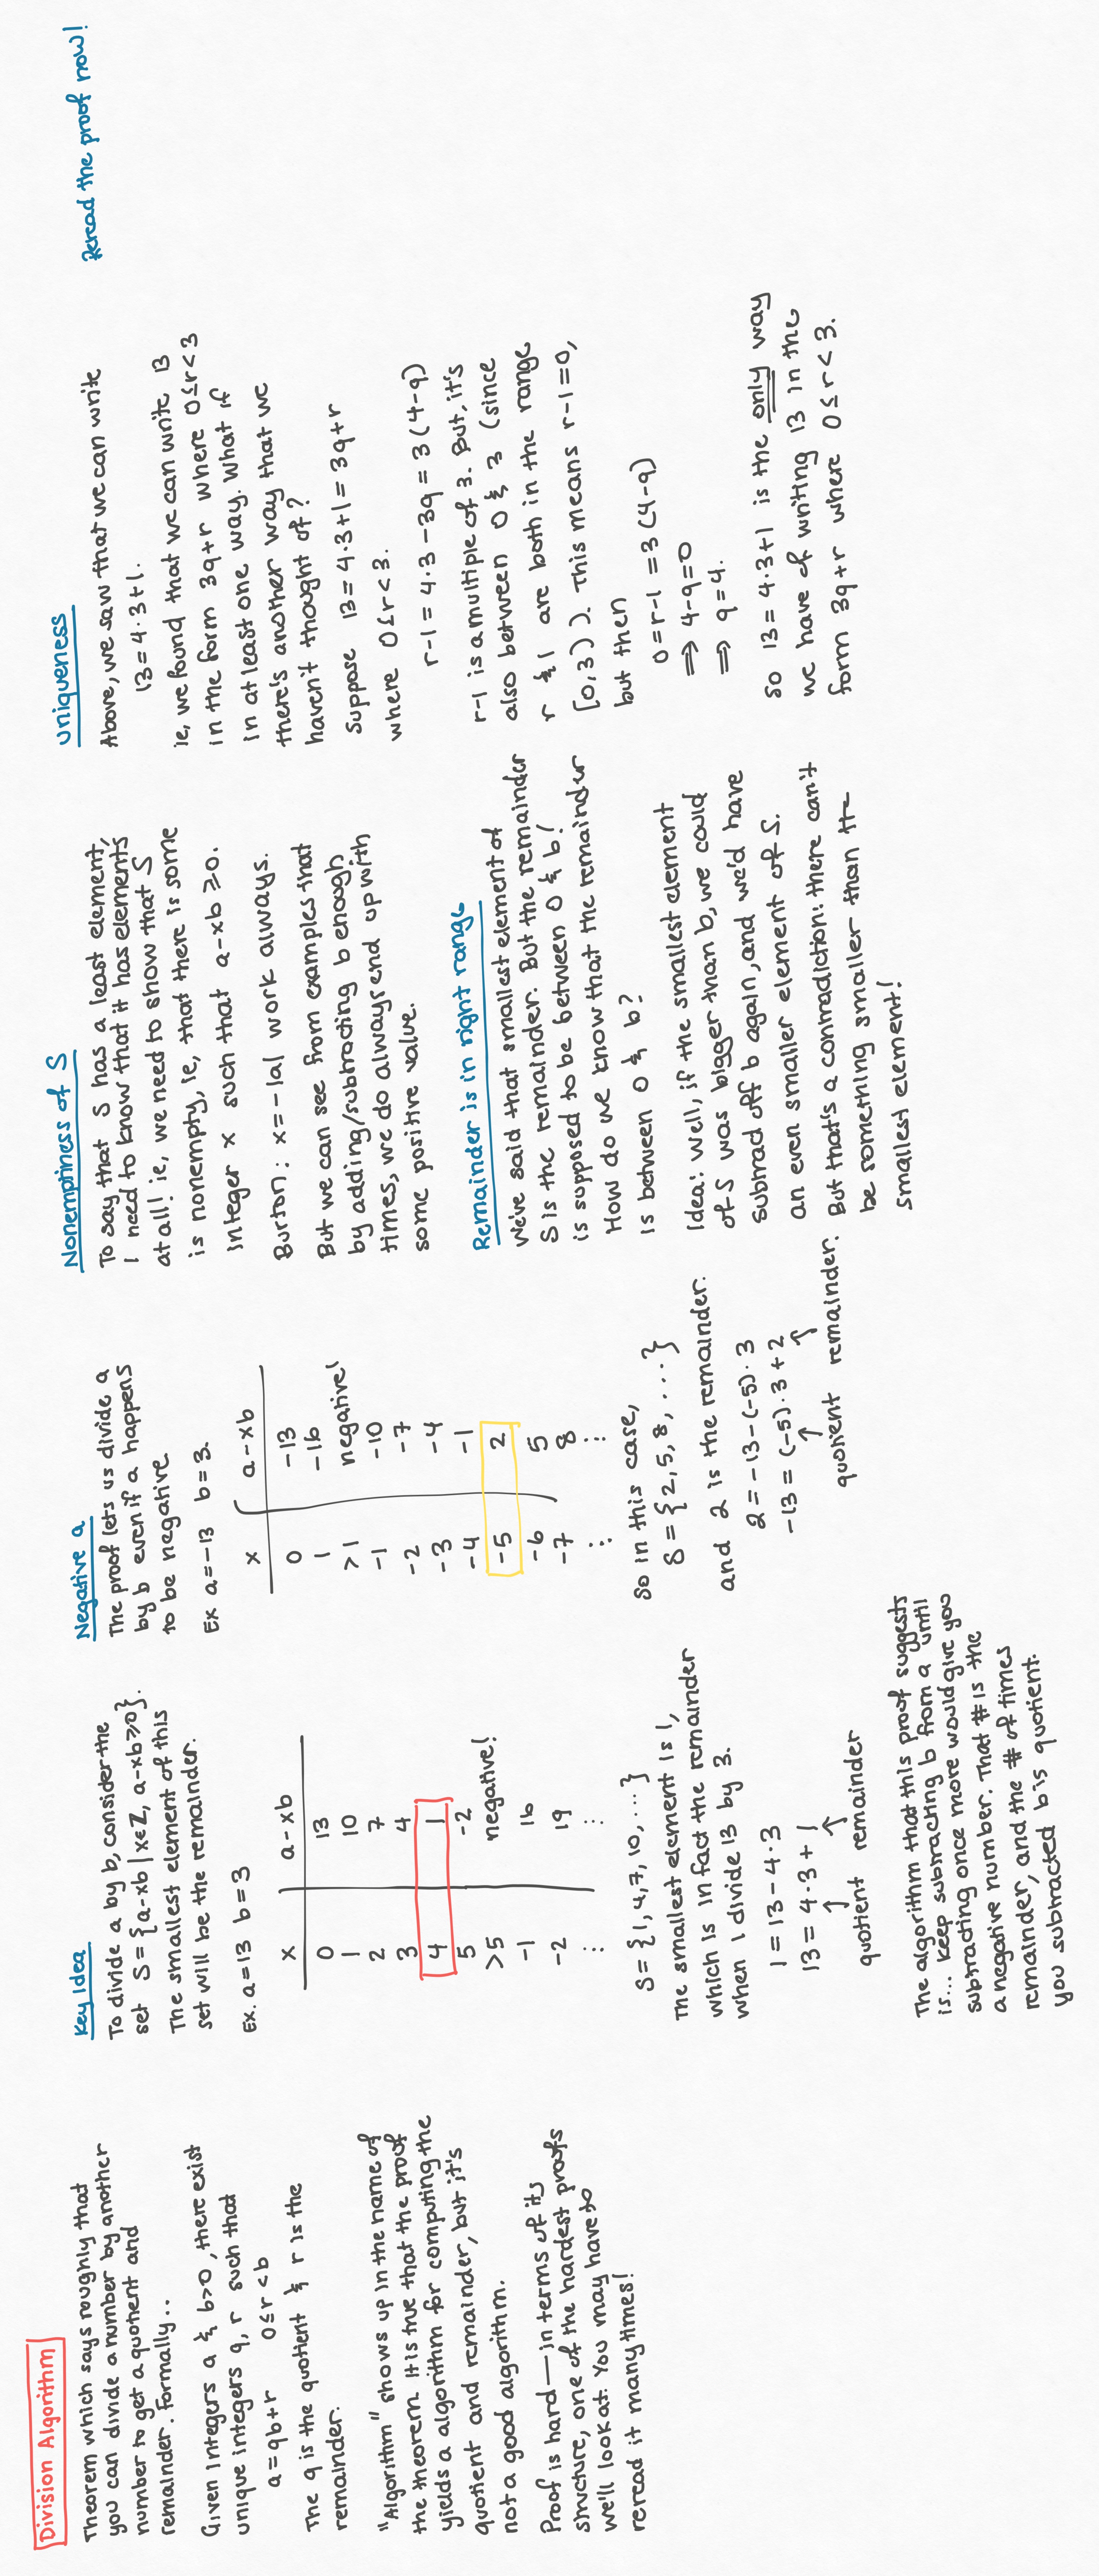 Division Algorithm
Theorem which says roughly that
you can divide a number by another
number to get a quotient and
remainder. Formally..
Given integers a & b>0, there exist
unique integers q, r such that
a=qb+r 0≤r<b
The q is the quotient & r is the
remainder.
"Algorithm" shows up in the name of
the theorem. It is true that the proof
yields a algorithm for computing the
quotient and remainder, but it's
not a good algorithm.
Proof is hard—in terms of its
structure, one of the hardest proofs
we'll look at. You may have to
reread it many times!
Key Idea
To divide a by b, consider the
set S={a-xb | x∈ℤ, a-xb≥0}.
The smallest element of this
set will be the remainder.
Ex. a=13 b=3
x a-xb
0 13
1 10
2 7
3 4
4 1
5 -2
>5 negative!
-1 16
-2 19
⋮ ⋮
S={1,4,7,10,...}
The smallest element is 1,
which is in fact the remainder
when I divide 13 by 3.
1=13-4·3
13=4·3+1
quotient remainder
The algorithm that this proof suggests
is... keep subtracting b from a until
subtracting once more would give you
a negative number. That # is the
remainder, and the # of times
you subtracted b is quotient.
Negative a
The proof lets us divide a
by b even if a happens
to be negative.
Ex a=-13 b=3.
x a-xb
0 -13
1 -16
>1 negative!
-1 -10
-2 -7
-3 -4
-4 -1
-5 2
-6 5
-7 8
⋮ ⋮
So in this case,
S={2,5,8,...}
and 2 is the remainder.
2=-13-(-5)·3
-13=(-5)·3+2
quotient remainder.
Nonemptiness of S
To say that S has a least element,
I need to know that it has elements
at all! ie, we need to show that S
is nonempty, ie, that there is some
integer x such that a-xb≥0.
Burton: x=-|a| work always.
But we can see from examples that
by adding/subtracting b enough
times, we do always end up with
some positive value.
Remainder is in right range
We've said that smallest element of
S is the remainder. But the remainder
is supposed to be between 0 & b!
How do we know that the remainder
is between 0 & b?
Idea: Well, if the smallest element
of S was bigger than b, we could
subtract off b again, and we'd have
an even smaller element of S.
But that's a contradiction: there can't
be something smaller than the
smallest element!
Uniqueness
Above, we saw that we can write
13=4·3+1.
ie, we found that we can write 13
in the form 3q+r where 0≤r<3
in at least one way. What if
there's another way that we
haven't thought of?
Suppose 13=4·3+1=3q+r
where 0≤r<3.
r-1=4·3-3q=3(4-q)
r-1 is a multiple of 3. But, it's
also between 0 & 3 (since
r & 1 are both in the range
[0,3)). This means r-1=0,
but then
0=r-1=3(4-q)
⟹ 4-q=0
⟹ q=4.
So 13=4·3+1 is the only way
we have of writing 13 in the
form 3q+r where 0≤r<3.
Reread the proof now!